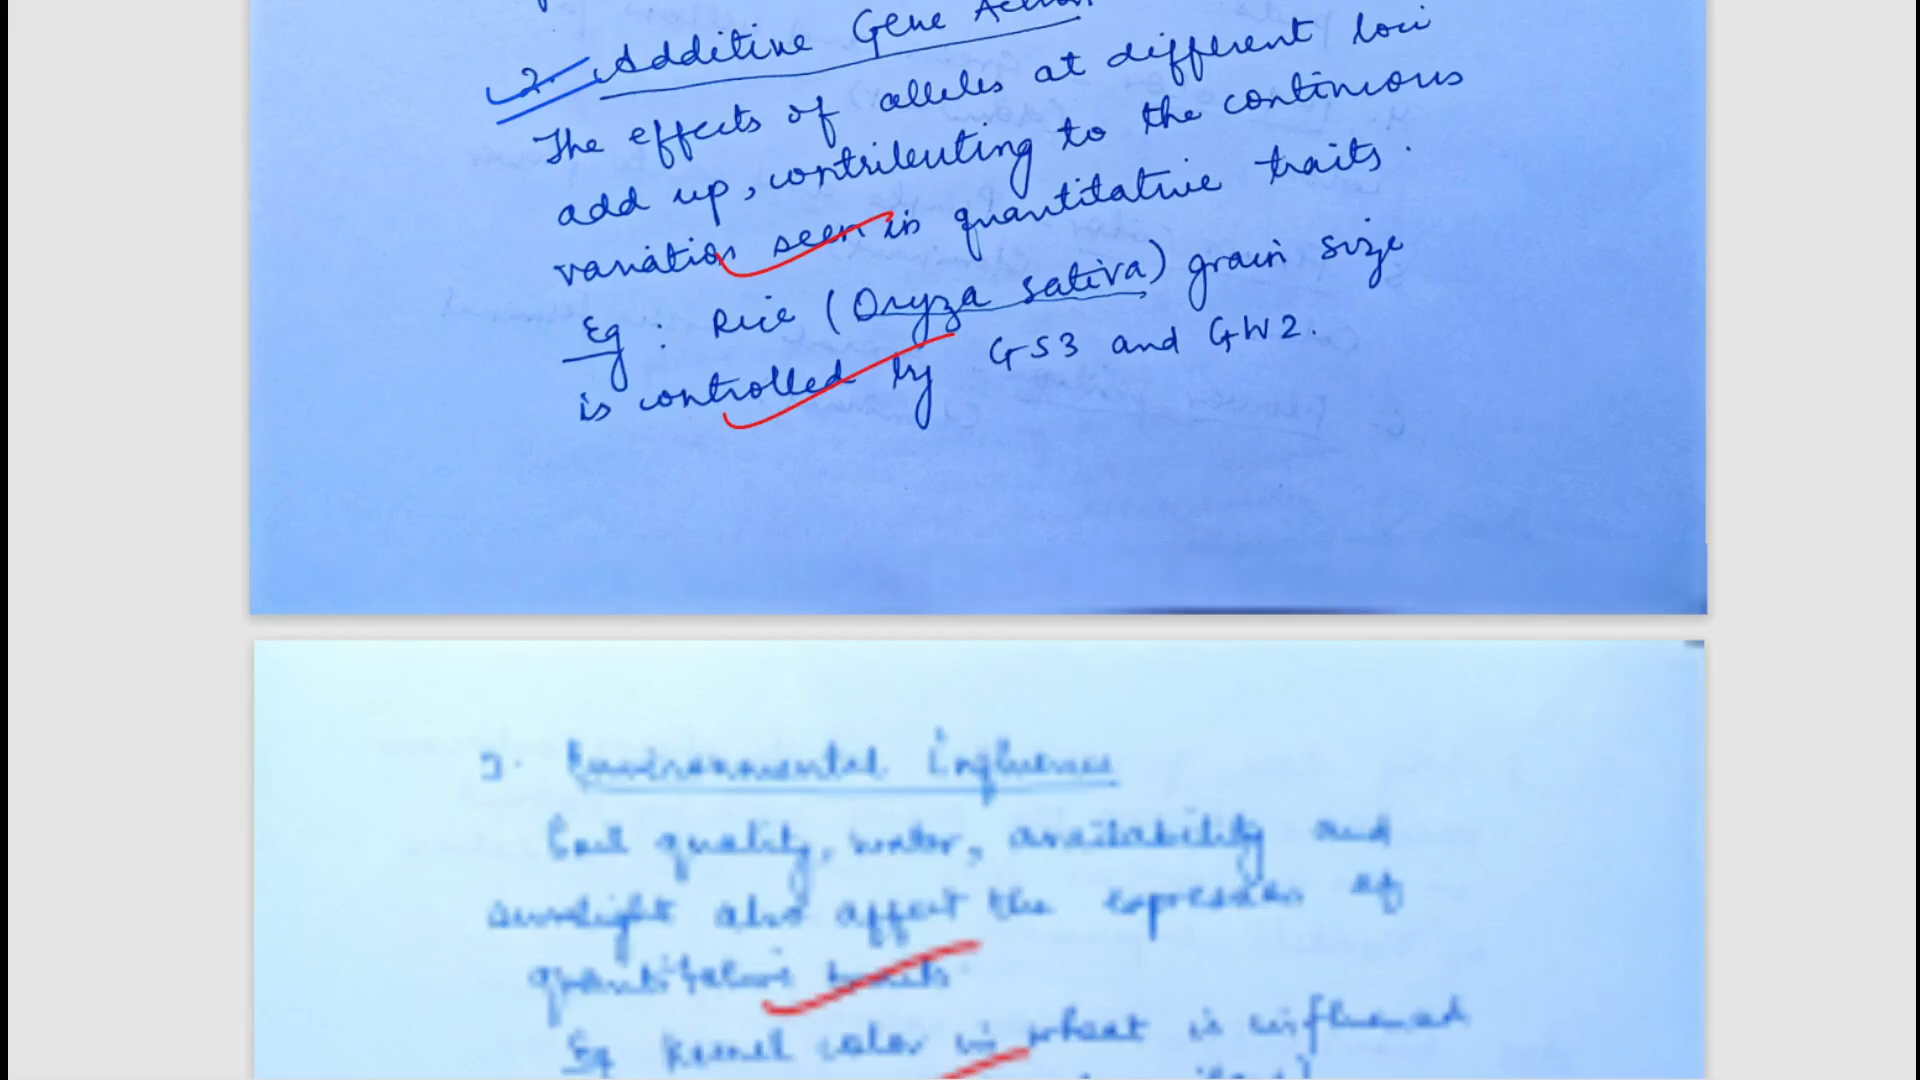 2. Additive Gene Action
The effects of alleles at different loci
add up, contributing to the continuous
variation seen in quantitative traits.
Eg : Rice (Oryza sativa) grain size
is controlled by GS3 and GW2.
3. Environmental Influence
Soil quality, water, availability and
sunlight also affect the expression of
quantitative traits.
Eg Kernel color in wheat is influenced